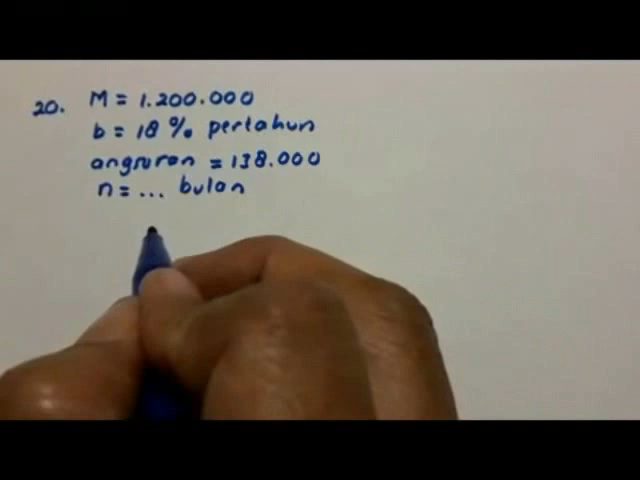 20. M = 1.200.000
b = 18% pertahun
angsuran = 138.000
n = ... bulan